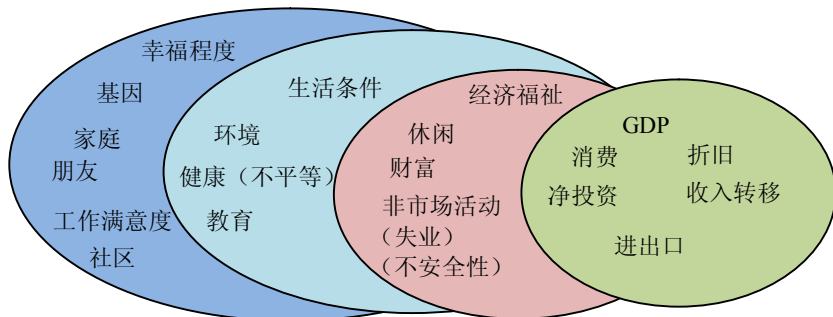 幸福程度
基因
家庭
朋友
工作满意度
社区
生活条件
环境
健康（不平等）
教育
经济福祉
休闲
财富
非市场活动
（失业）
（不安全性）
GDP
消费
折旧
净投资
收入转移
进出口